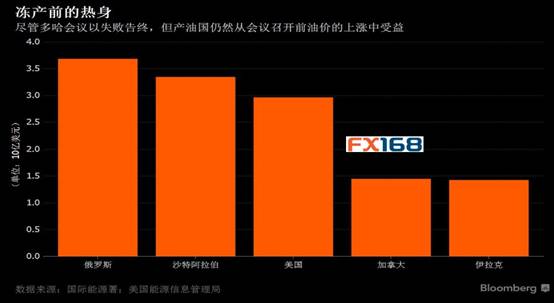 冻产前的热身
尽管多哈会议以失败告终，但产油国仍然从会议召开前油价的上涨中受益
4.0
3.5
3.0
2.5
2.0
1.5
1.0
0.5
0.0
（单位：10亿美元）
FX168
俄罗斯 沙特阿拉伯 美国 加拿大 伊拉克
数据来源：国际能源署；美国能源信息管理局
Bloomberg